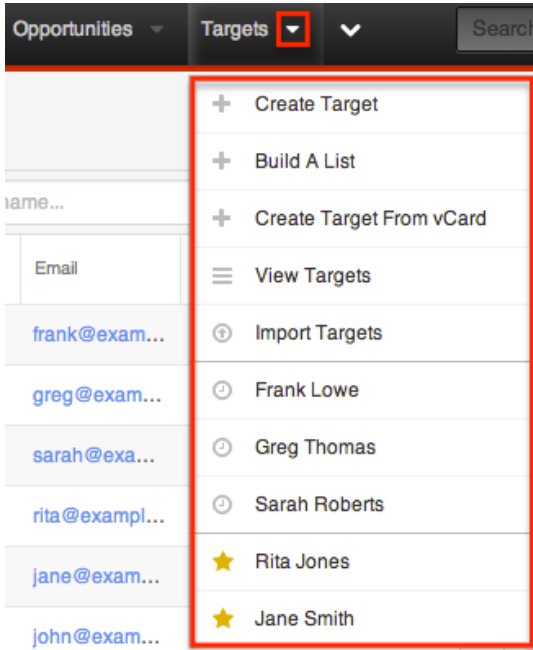 Opportunities
Targets
Search
name...
Email
frank@exam...
greg@exam...
sarah@exa...
rita@exampl...
jane@exam...
john@exam...
Create Target
Build A List
Create Target From vCard
View Targets
Import Targets
Frank Lowe
Greg Thomas
Sarah Roberts
Rita Jones
Jane Smith